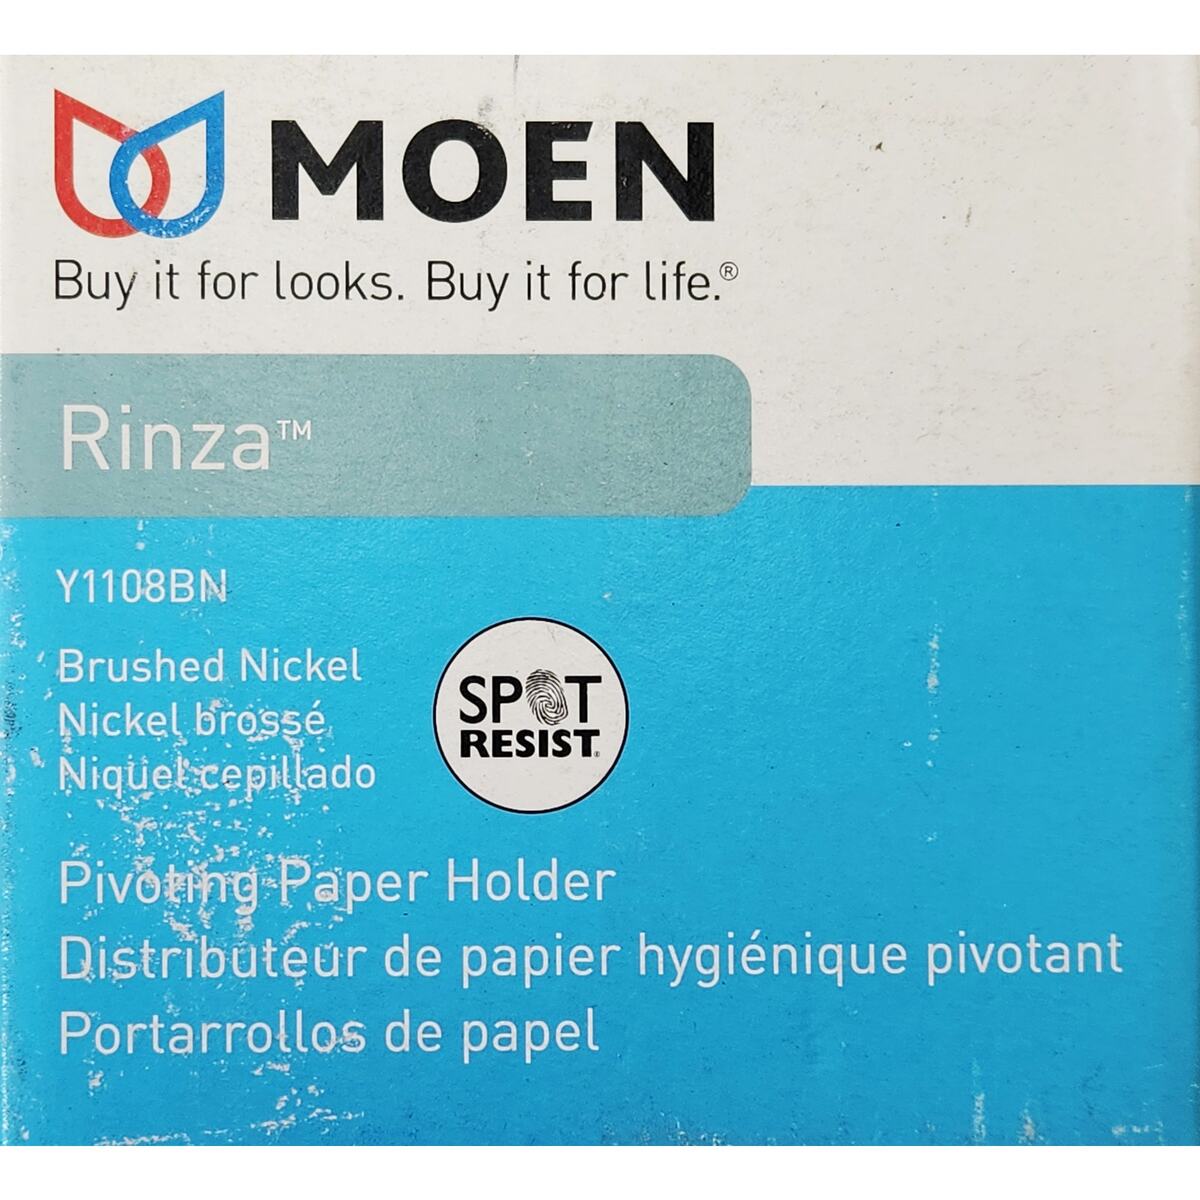 MOEN
Buy it for looks. Buy it for life.®
Rinza™
Y1108BN
Brushed Nickel
Nickel brossé
Niquel cepillado
SPOT
RESIST®
Pivoting Paper Holder
Distributeur de papier hygiénique pivotant
Portarrollos de papel